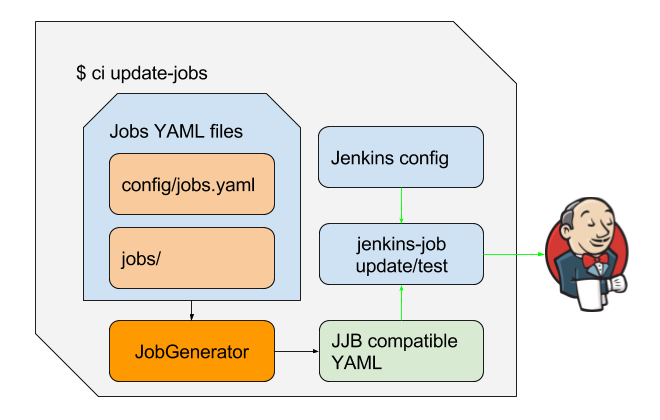 $ ci update-jobs
Jobs YAML files
config/jobs.yaml
jobs/
JobGenerator
Jenkins config
jenkins-job
update/test
JJB compatible
YAML